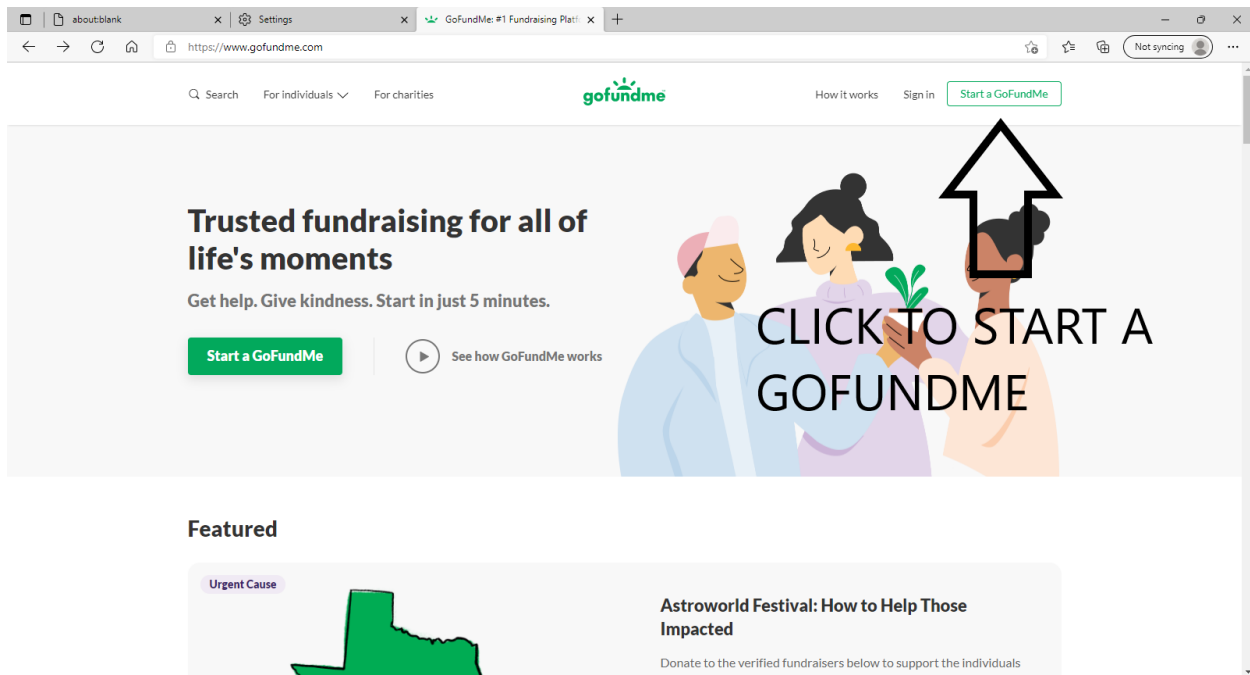 about:blank
Settings
GoFundMe: #1 Fundraising Platf
https://www.gofundme.com
Not syncing
Search For individuals For charities
gofundme
How it works Sign in Start a GoFundMe
Trusted fundraising for all of
life's moments
Get help. Give kindness. Start in just 5 minutes.
Start a GoFundMe
See how GoFundMe works
CLICK TO START A
GOFUNDME
Featured
Urgent Cause
Astroworld Festival: How to Help Those
Impacted
Donate to the verified fundraisers below to support the individuals